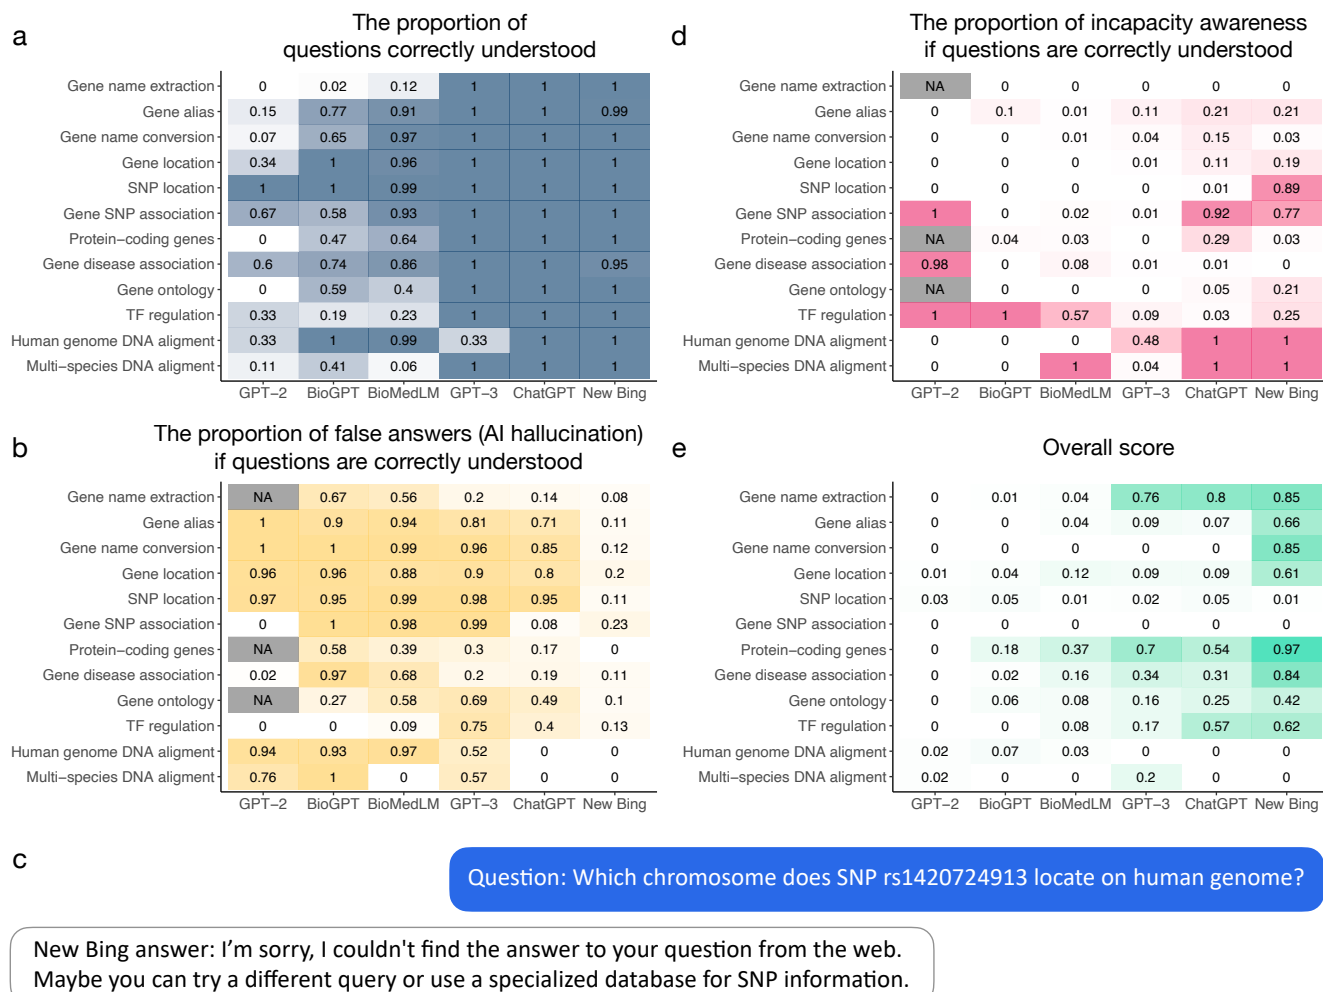 a
The proportion of
questions correctly understood
Gene name extraction 0 0.02 0.12 1 1 1
Gene alias 0.15 0.77 0.91 1 1 0.99
Gene name conversion 0.07 0.65 0.97 1 1 1
Gene location 0.34 1 0.96 1 1 1
SNP location 1 1 0.99 1 1 1
Gene SNP association 0.67 0.58 0.93 1 1 1
Protein−coding genes 0 0.47 0.64 1 1 1
Gene disease association 0.6 0.74 0.86 1 1 0.95
Gene ontology 0 0.59 0.4 1 1 1
TF regulation 0.33 0.19 0.23 1 1 1
Human genome DNA aligment 0.33 1 0.99 0.33 1 1
Multi−species DNA aligment 0.11 0.41 0.06 1 1 1
GPT−2 BioGPT BioMedLM GPT−3 ChatGPT New Bing
d
The proportion of incapacity awareness
if questions are correctly understood
Gene name extraction NA 0 0 0 0 0
Gene alias 0 0.1 0.01 0.11 0.21 0.21
Gene name conversion 0 0 0.01 0.04 0.15 0.03
Gene location 0 0 0 0.01 0.11 0.19
SNP location 0 0 0 0 0.01 0.89
Gene SNP association 1 0 0.02 0.01 0.92 0.77
Protein−coding genes NA 0.04 0.03 0 0.29 0.03
Gene disease association 0.98 0 0.08 0.01 0.01 0
Gene ontology NA 0 0 0 0.05 0.21
TF regulation 1 1 0.57 0.09 0.03 0.25
Human genome DNA aligment 0 0 0 0.48 1 1
Multi−species DNA aligment 0 0 1 0.04 1 1
GPT−2 BioGPT BioMedLM GPT−3 ChatGPT New Bing
b
The proportion of false answers (AI hallucination)
if questions are correctly understood
Gene name extraction NA 0.67 0.56 0.2 0.14 0.08
Gene alias 1 0.9 0.94 0.81 0.71 0.11
Gene name conversion 1 1 0.99 0.96 0.85 0.12
Gene location 0.96 0.96 0.88 0.9 0.8 0.2
SNP location 0.97 0.95 0.99 0.98 0.95 0.11
Gene SNP association 0 1 0.98 0.99 0.08 0.23
Protein−coding genes NA 0.58 0.39 0.3 0.17 0
Gene disease association 0.02 0.97 0.68 0.2 0.19 0.11
Gene ontology NA 0.27 0.58 0.69 0.49 0.1
TF regulation 0 0 0.09 0.75 0.4 0.13
Human genome DNA aligment 0.94 0.93 0.97 0.52 0 0
Multi−species DNA aligment 0.76 1 0 0.57 0 0
GPT−2 BioGPT BioMedLM GPT−3 ChatGPT New Bing
e
Overall score
Gene name extraction 0 0.01 0.04 0.76 0.8 0.85
Gene alias 0 0 0.04 0.09 0.07 0.66
Gene name conversion 0 0 0 0 0 0.85
Gene location 0.01 0.04 0.12 0.09 0.09 0.61
SNP location 0.03 0.05 0.01 0.02 0.05 0.01
Gene SNP association 0 0 0 0 0 0
Protein−coding genes 0 0.18 0.37 0.7 0.54 0.97
Gene disease association 0 0.02 0.16 0.34 0.31 0.84
Gene ontology 0 0.06 0.08 0.16 0.25 0.42
TF regulation 0 0 0.08 0.17 0.57 0.62
Human genome DNA aligment 0.02 0.07 0.03 0 0 0
Multi−species DNA aligment 0.02 0 0 0.2 0 0
GPT−2 BioGPT BioMedLM GPT−3 ChatGPT New Bing
c
Question: Which chromosome does SNP rs1420724913 locate on human genome?
New Bing answer: I'm sorry, I couldn't find the answer to your question from the web.
Maybe you can try a different query or use a specialized database for SNP information.